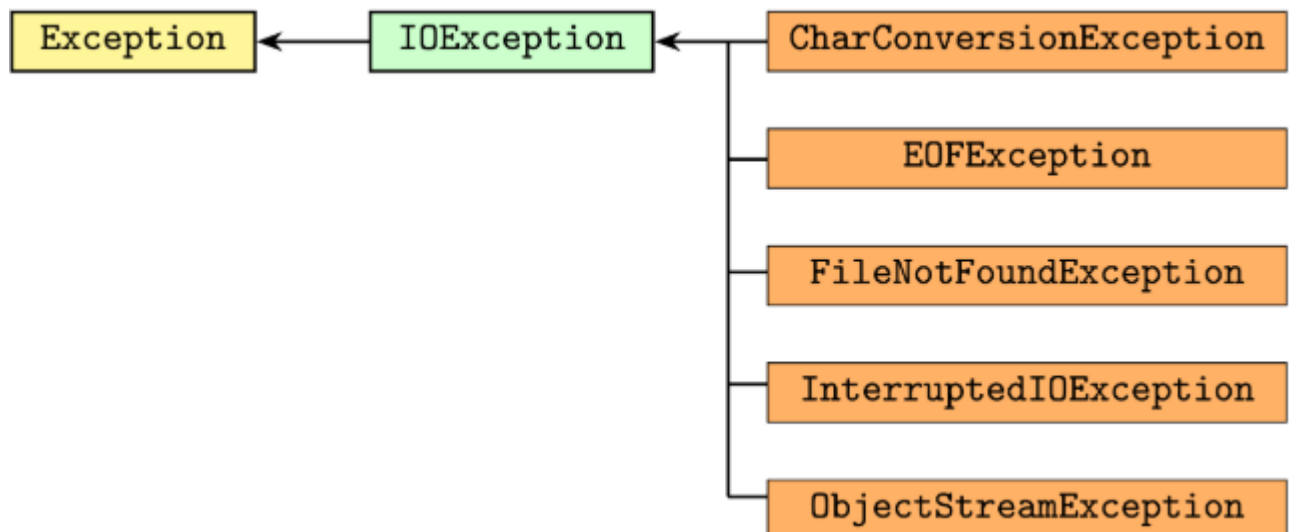 Exception
IOException
CharConversionException
EOFException
FileNotFoundException
InterruptedIOException
ObjectStreamException